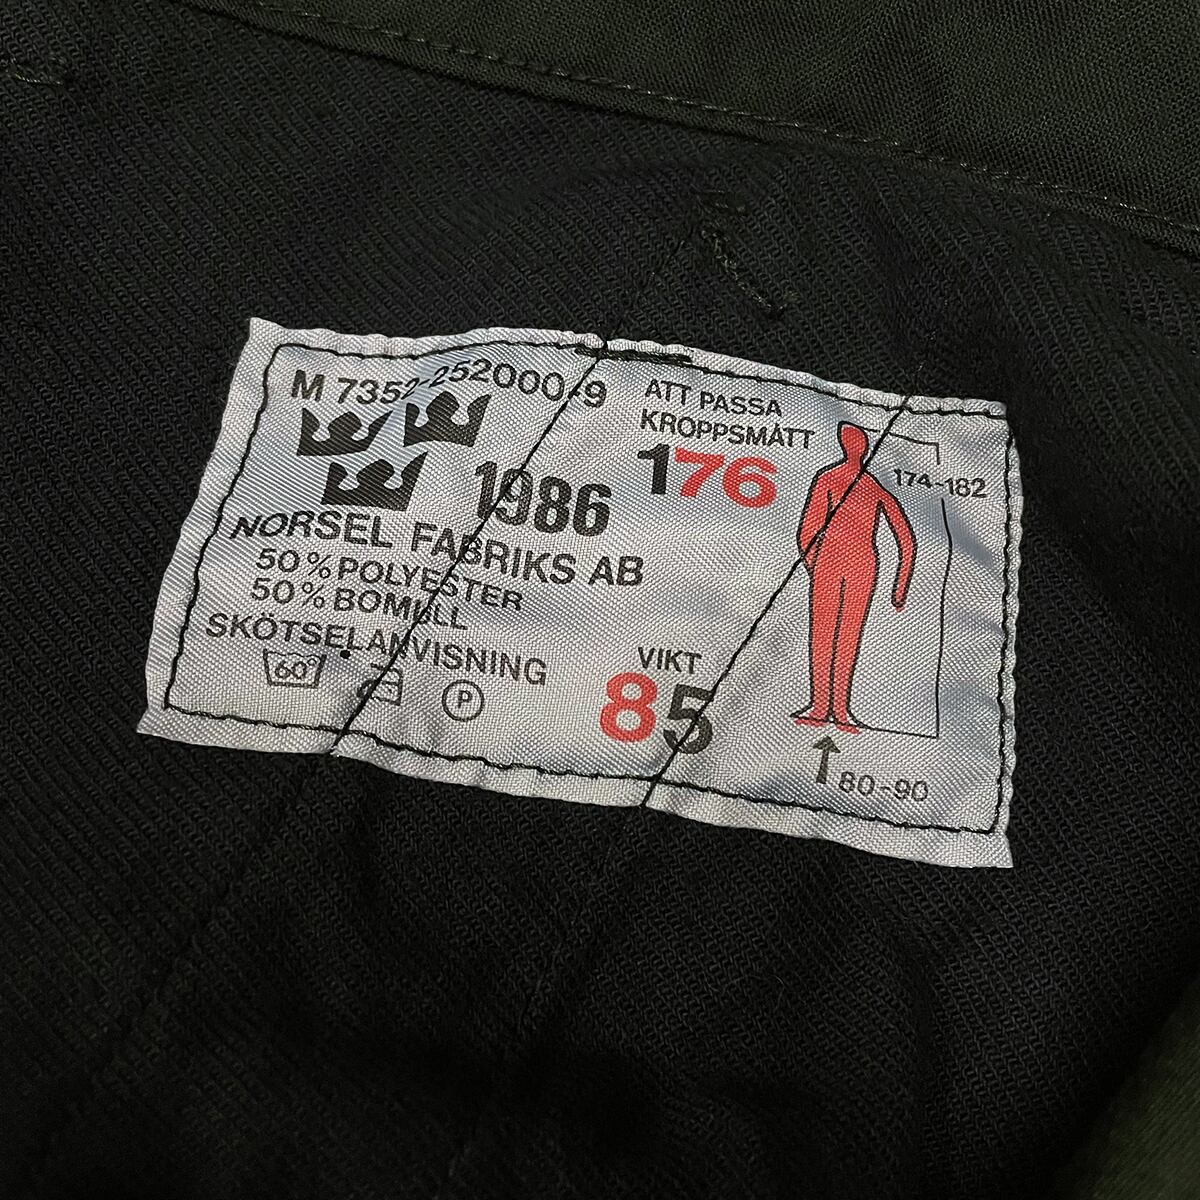 M 7352-252000-9
1986
NORSEL FABRIKS AB
50% POLYESTER
50% BOMULL
SKÖTSELANVISNING
60°
P
ATT PASSA
KROPPSMÅTT
176
174-182
VIKT
85
80-90